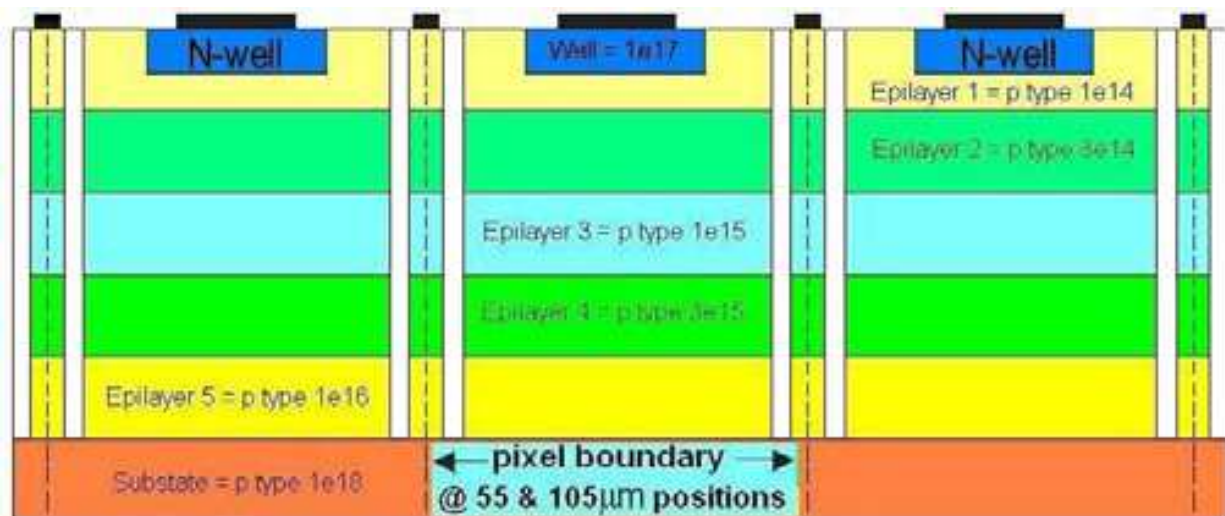 N-well
Well = 1e17
N-well
Epilayer 1 = p type 1e14
Epilayer 2 = p type 3e14
Epilayer 3 = p type 1e15
Epilayer 4 = p type 3e15
Epilayer 5 = p type 1e16
Substate = p type 1e18
pixel boundary
@ 55 & 105μm positions